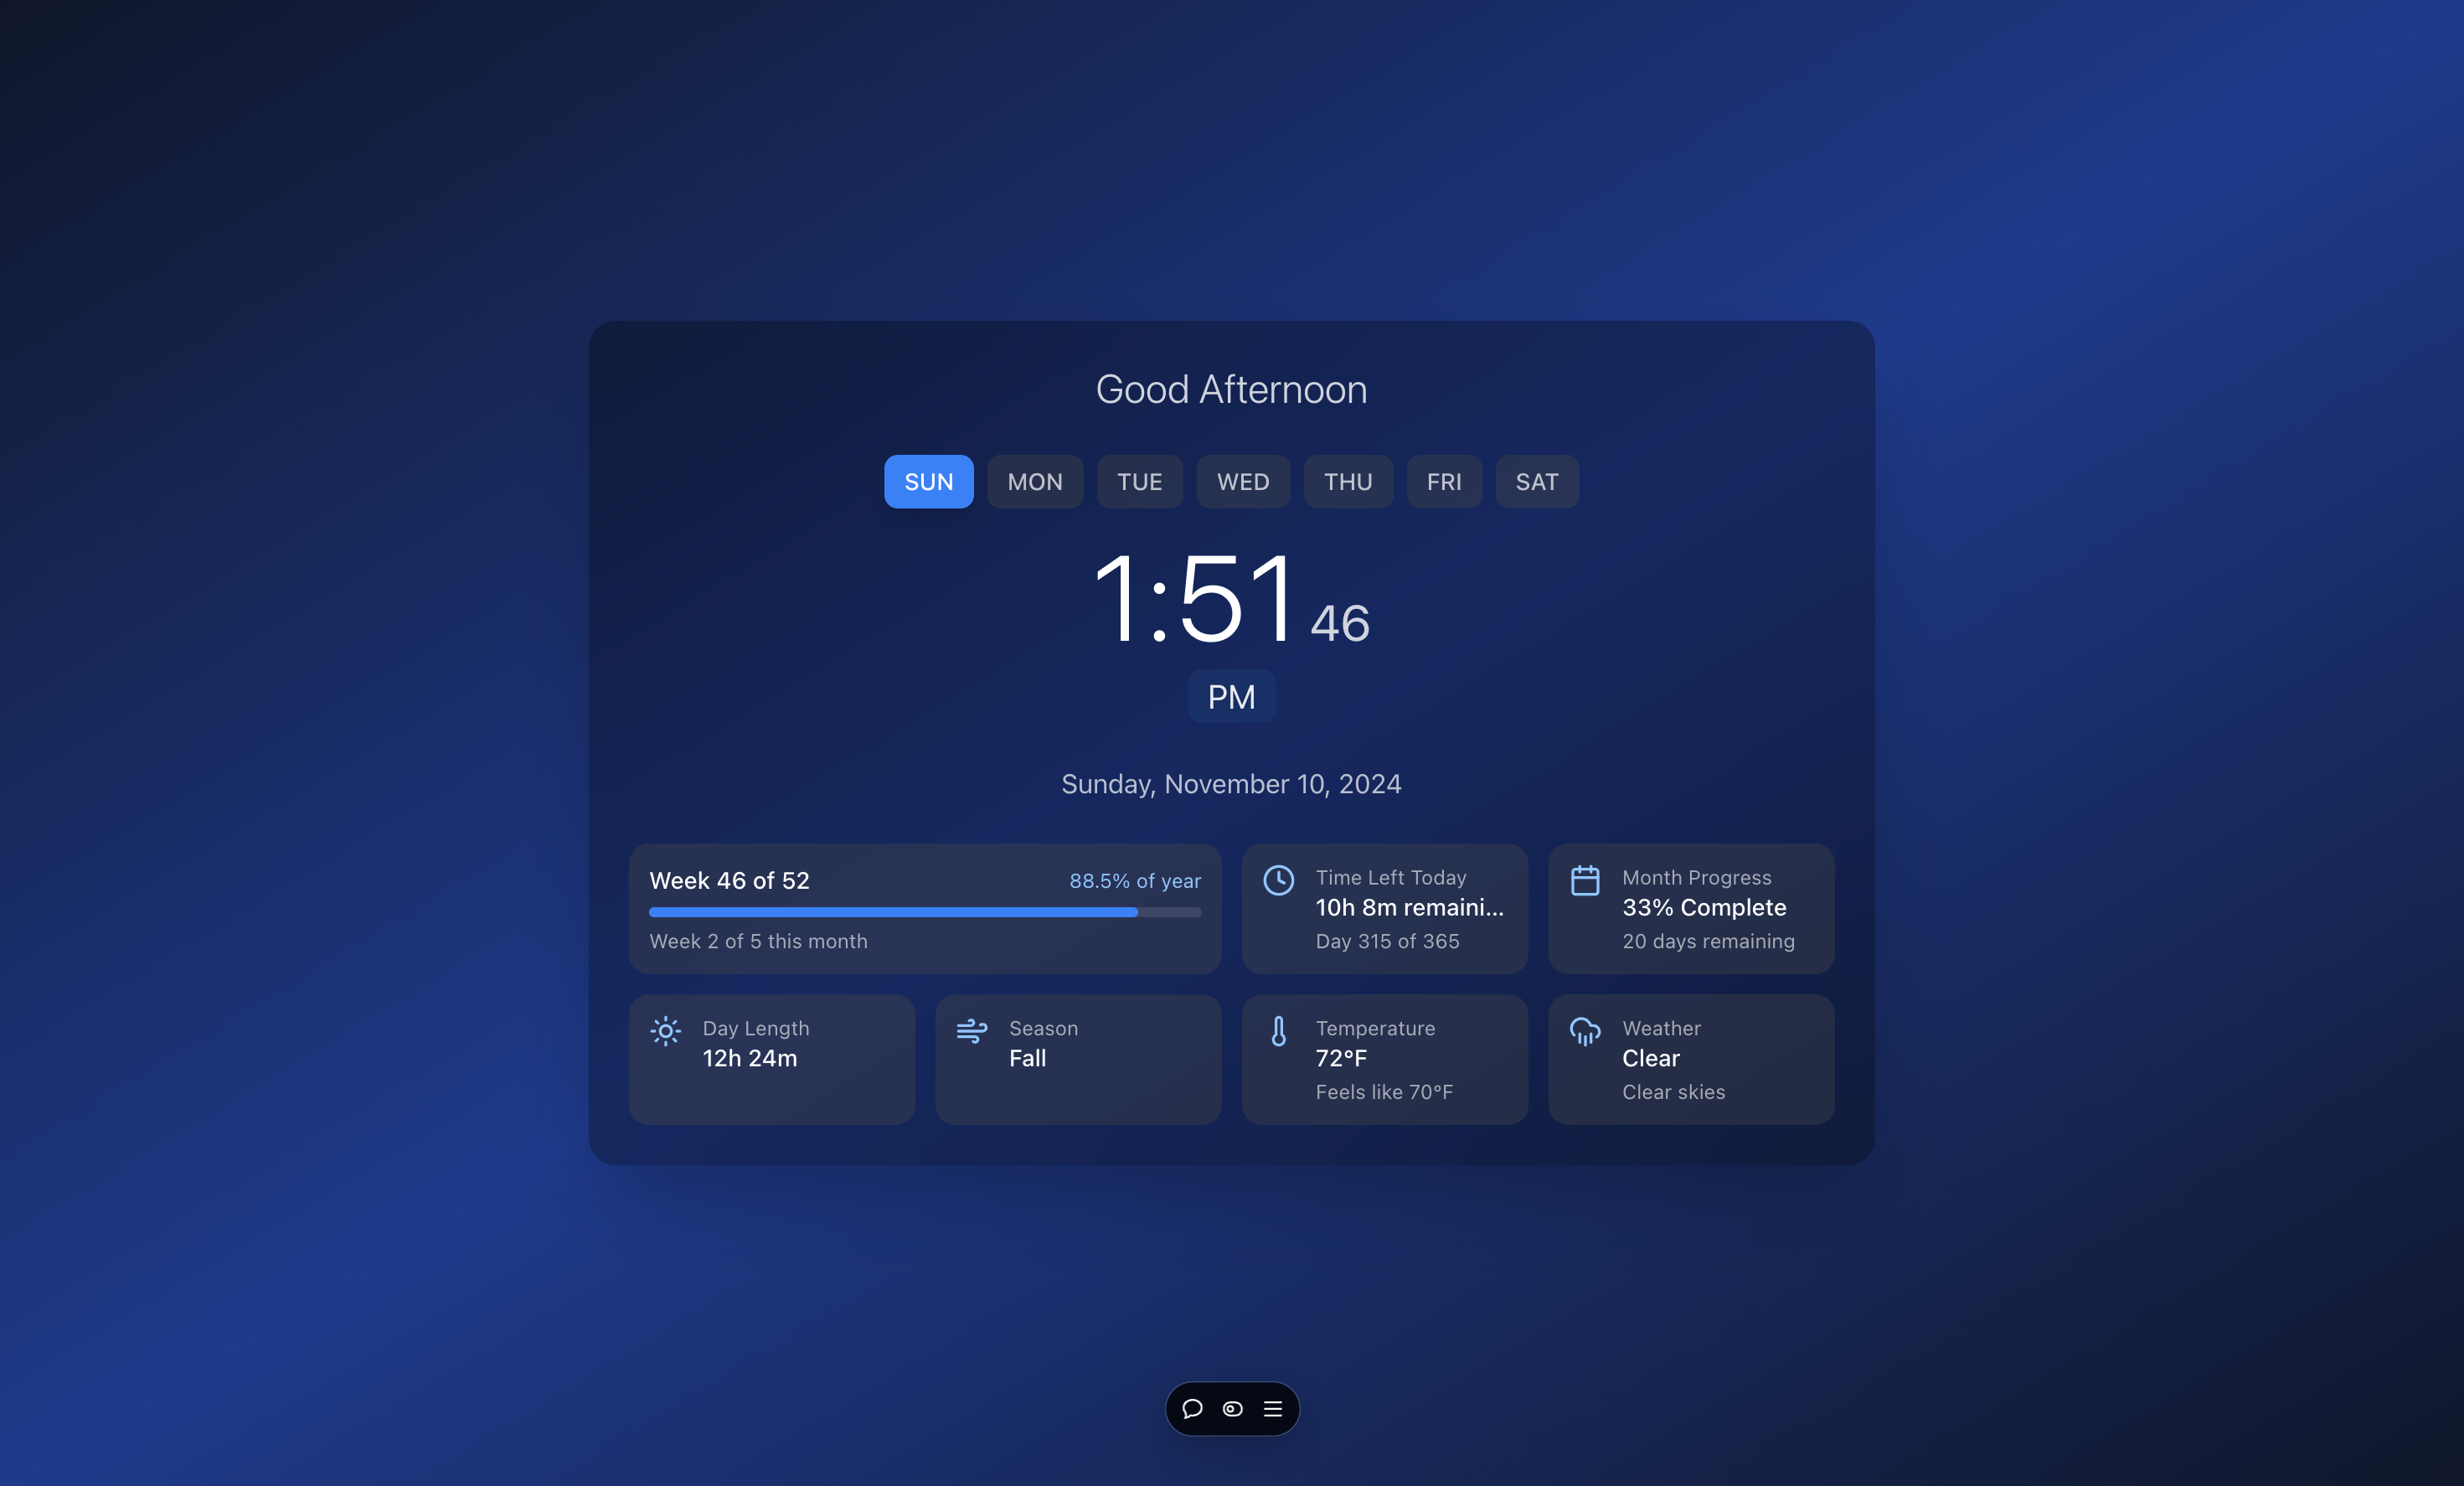 Good Afternoon
SUN MON TUE WED THU FRI SAT
1:51 46
PM
Sunday, November 10, 2024
Week 46 of 52 88.5% of year
Week 2 of 5 this month
Time Left Today
10h 8m remaini...
Day 315 of 365
Month Progress
33% Complete
20 days remaining
Day Length
12h 24m
Season
Fall
Temperature
72°F
Feels like 70°F
Weather
Clear
Clear skies